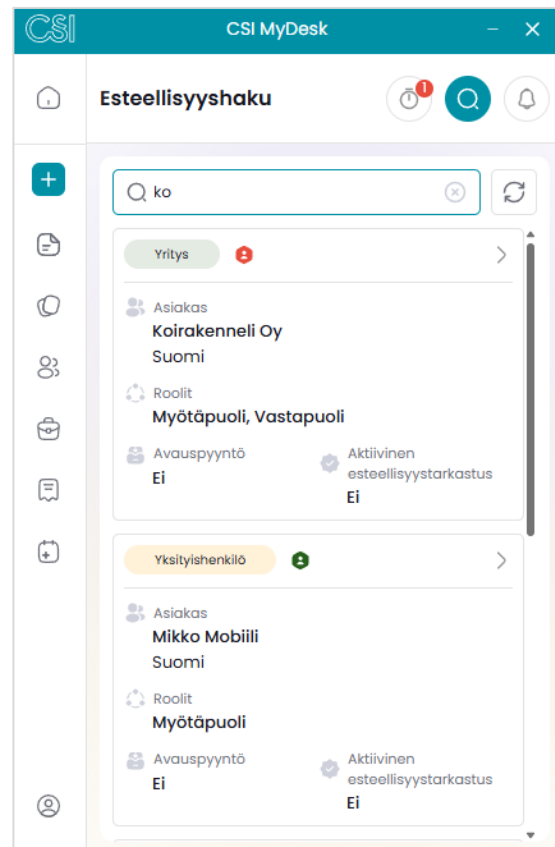 CSI CSI MyDesk
Esteellisyyshaku 1
ko
Yritys
Asiakas
Koirakenneli Oy
Suomi
Roolit
Myötäpuoli, Vastapuoli
Avauspyyntö
Ei
Aktiivinen
esteellisyystarkastus
Ei
Yksityishenkilö
Asiakas
Mikko Mobiili
Suomi
Roolit
Myötäpuoli
Avauspyyntö
Ei
Aktiivinen
esteellisyystarkastus
Ei